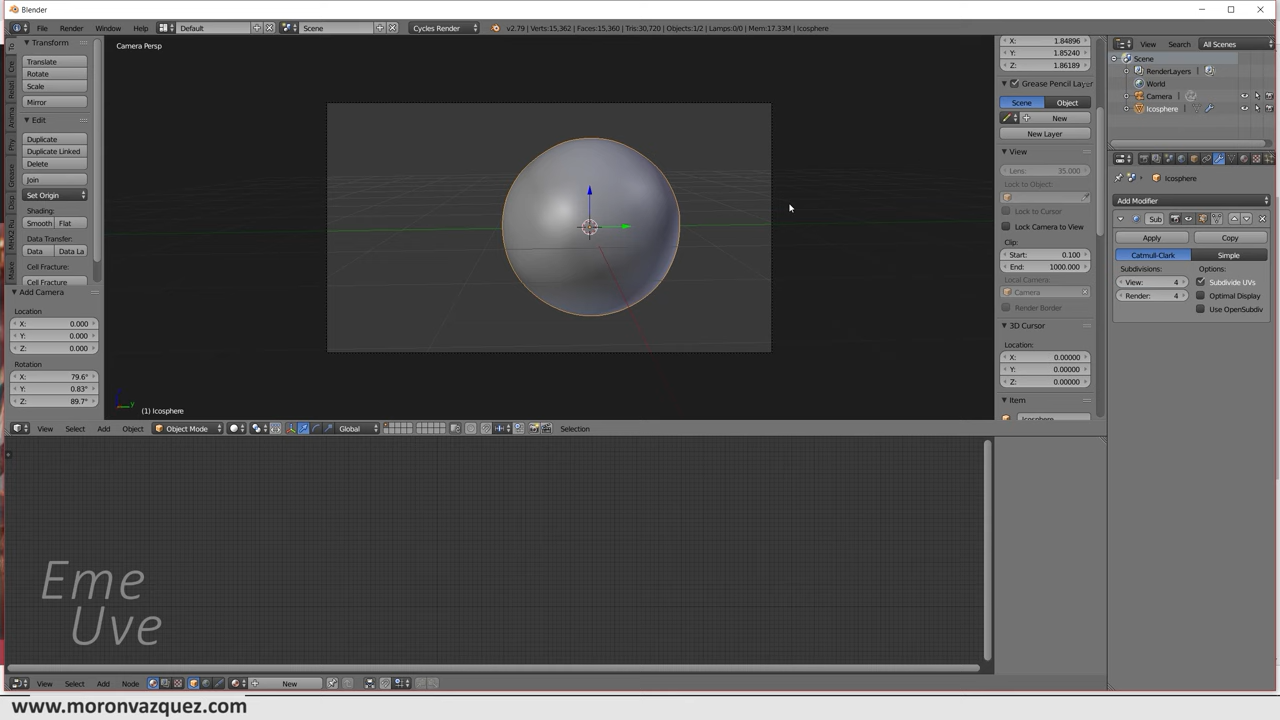 Blender
File
Render
Window
Help
Default
Scene
Cycles Render
v2.79 | Verts:15,362 | Faces:15,360 | Tris:30,720 | Objects:1/2 | Lamps:0/0 | Mem:17.33M | Icosphere
Transform
Translate
Rotate
Scale
Mirror
Edit
Duplicate
Duplicate Linked
Delete
Join
Set Origin
Shading:
Smooth
Flat
Data Transfer:
Data
Data La
Cell Fracture:
Cell Fracture
Add Camera
Location
X: 0.000
Y: 0.000
Z: 0.000
Rotation
X: 79.6°
Y: 0.83°
Z: 89.7°
Camera Persp
(1) Icosphere
X: 1.84896
Y: 1.85240
Z: 1.86189
Grease Pencil Layer
Scene
Object
New
New Layer
View
Lens: 35.000
Lock to Object:
Lock to Cursor
Lock Camera to View
Clip:
Start: 0.100
End: 1000.000
Local Camera:
Camera
Render Border
3D Cursor
Location:
X: 0.00000
Y: 0.00000
Z: 0.00000
Item
Icosphere
View
Search
All Scenes
Scene
RenderLayers
World
Camera
Icosphere
Icosphere
Add Modifier
Sub
Apply
Copy
Catmull-Clark
Simple
Subdivisions:
Options:
View: 4
Subdivide UVs
Render: 4
Optimal Display
Use OpenSubdiv
View
Select
Add
Object
Object Mode
Global
Selection
Eme
Uve
View
Select
Add
Node
New
www.moronvazquez.com